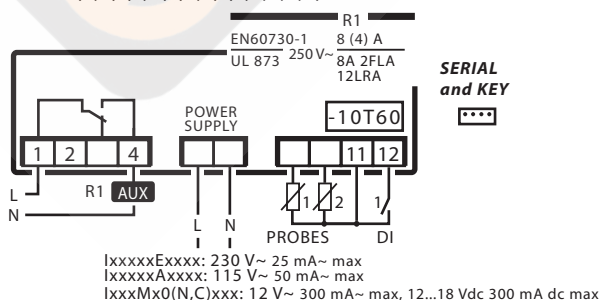 R1
EN60730-1
UL 873
250 V~
8 (4) A
8A 2FLA
12LRA
SERIAL
and KEY
POWER
SUPPLY
-10T60
1 2 4 11 12
L
N
R1 AUX
L N
1 2 1
PROBES DI
IxxxxxExxxx: 230 V~ 25 mA~ max
IxxxxxAxxxx: 115 V~ 50 mA~ max
IxxxMx0(N,C)xxx: 12 V~ 300 mA~ max, 12...18 Vdc 300 mA dc max